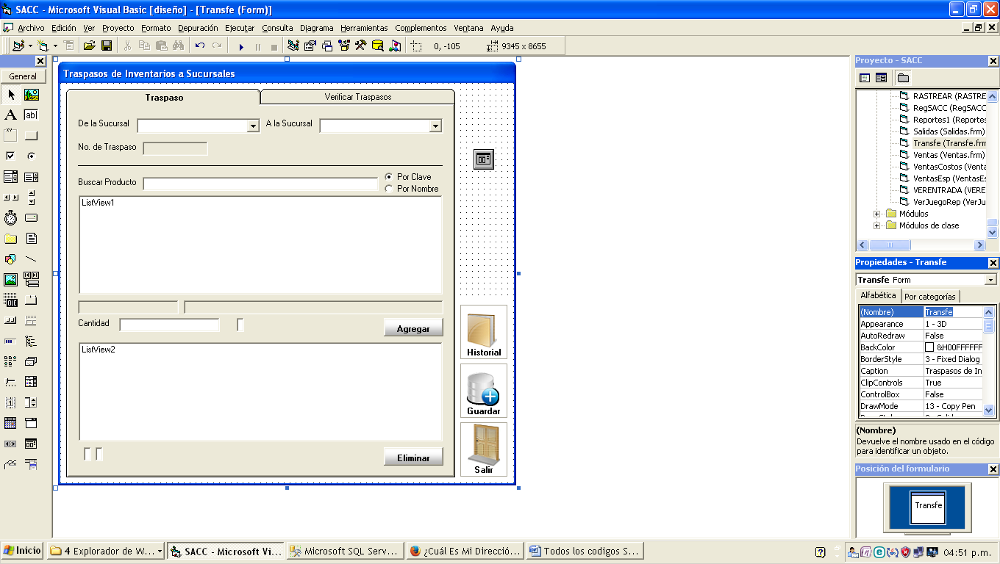 SACC - Microsoft Visual Basic [diseño] - [Transfe (Form)]
Archivo Edición Ver Proyecto Formato Depuración Ejecutar Consulta Diagrama Herramientas Complementos Ventana Ayuda
0, -105 9345 x 8655
General
A
ab
XY
OLE
Traspasos de Inventarios a Sucursales
Traspaso
Verificar Traspasos
De la Sucursal
A la Sucursal
No. de Traspaso
Buscar Producto
Por Clave
Por Nombre
ListView1
Cantidad
Agregar
ListView2
Eliminar
Historial
Guardar
Salir
Proyecto - SACC
RASTREAR (RASTRE
RegSACC (RegSACC
Reportes1 (Reportes
Salidas (Salidas.frm)
Transfe (Transfe.frm
Ventas (Ventas.frm)
VentasCostos (Venta
VentasEsp (VentasEs
VERENTRADA (VERE
VerJuegoRep (VerJu
Módulos
Módulos de clase
Propiedades - Transfe
Transfe Form
Alfabética Por categorías
(Nombre) Transfe
Appearance 1 - 3D
AutoRedraw False
BackColor &H00FFFFFF
BorderStyle 3 - Fixed Dialog
Caption Traspasos de In
ClipControls True
ControlBox False
DrawMode 13 - Copy Pen
(Nombre)
Devuelve el nombre usado en el código
para identificar un objeto.
Posición del formulario
Transfe
Inicio
4 Explorador de W...
SACC - Microsoft Vi...
Microsoft SQL Serv...
¿Cuál Es Mi Direcció...
Todos los codigos S...
04:51 p.m.